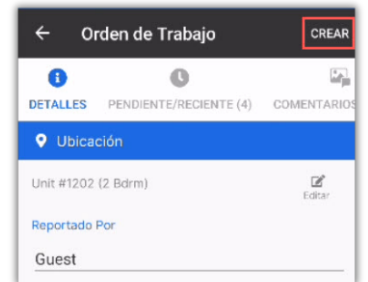 Orden de Trabajo CREAR
DETALLES PENDIENTE/RECIENTE (4) COMENTARIOS
Ubicación
Unit #1202 (2 Bdrm)
Editar
Reportado Por
Guest